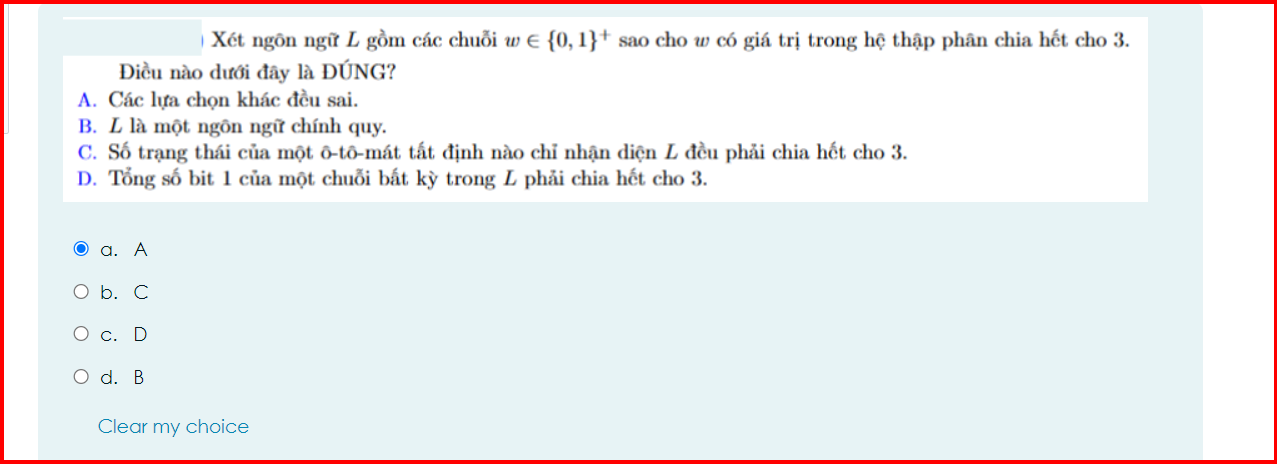 Xét ngôn ngữ L gồm các chuỗi w ∈ {0, 1}⁺ sao cho w có giá trị trong hệ thập phân chia hết cho 3.
Điều nào dưới đây là ĐÚNG?
A. Các lựa chọn khác đều sai.
B. L là một ngôn ngữ chính quy.
C. Số trạng thái của một ô-tô-mát tất định nào chỉ nhận diện L đều phải chia hết cho 3.
D. Tổng số bit 1 của một chuỗi bất kỳ trong L phải chia hết cho 3.
a. A
b. C
c. D
d. B
Clear my choice